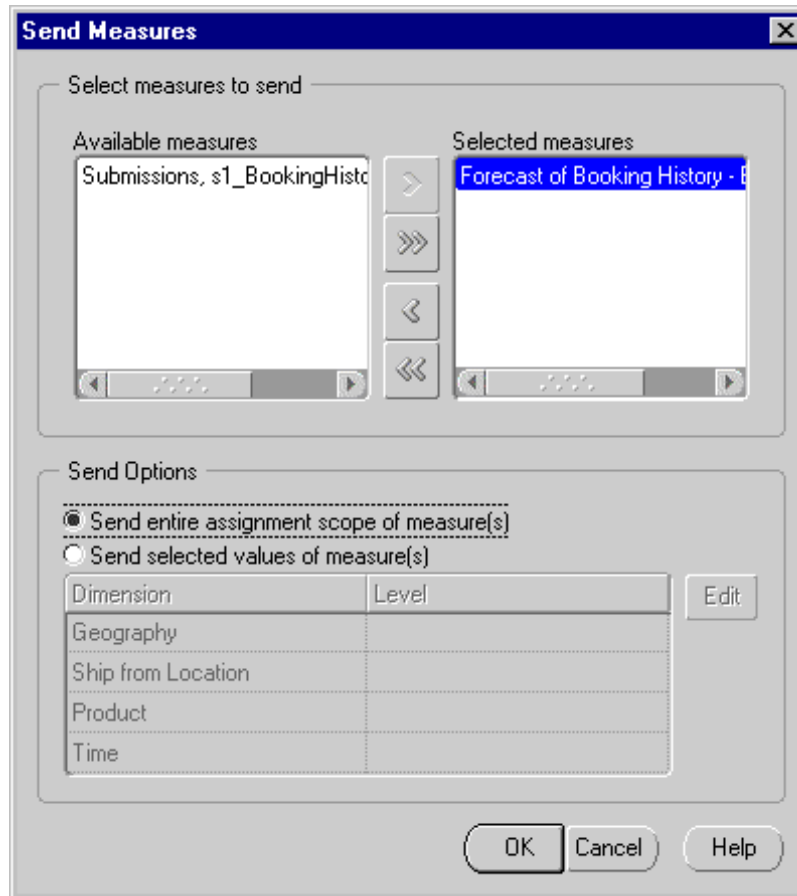 Send Measures
Select measures to send
Available measures
Submissions, s1_BookingHisto
Selected measures
Forecast of Booking History - E
Send Options
Send entire assignment scope of measure(s)
Send selected values of measure(s)
Dimension Level
Edit
Geography
Ship from Location
Product
Time
OK Cancel Help